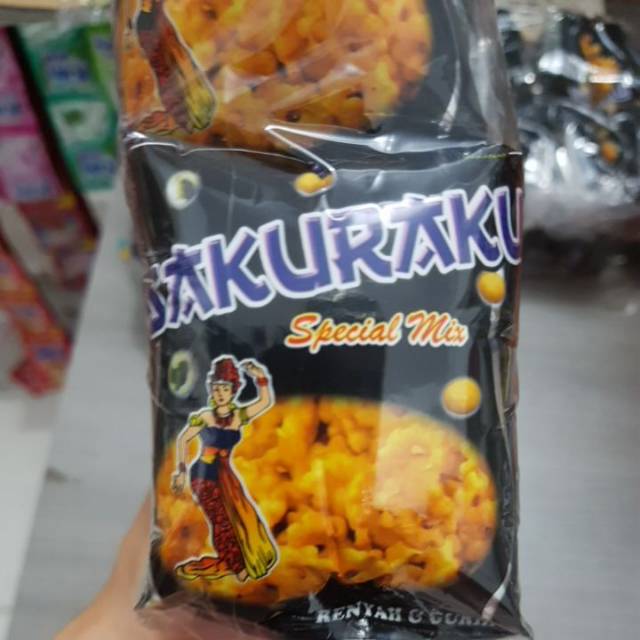 SAKURAKU
Special Mix
RENYAH &